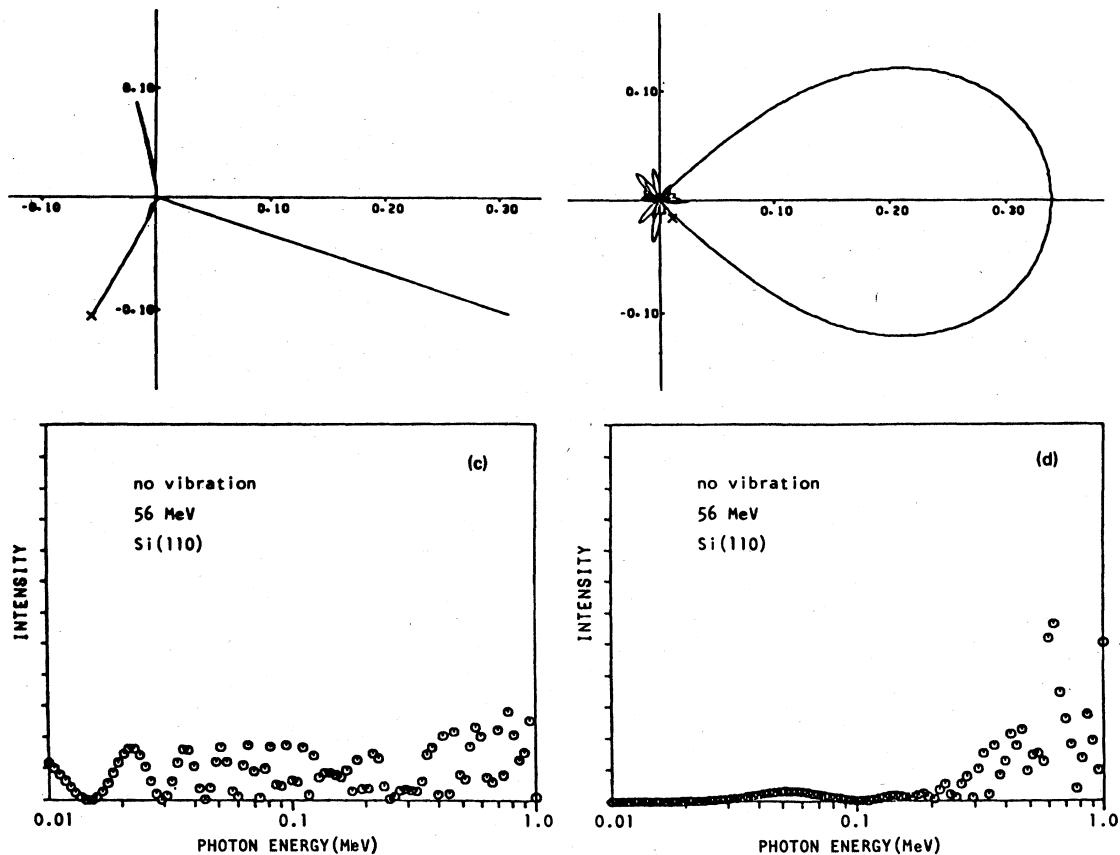 0.10
-0.10
0.10
0.20
0.30
-0.10
0.10
0.10
0.20
0.30
-0.10
(c)
no vibration
56 MeV
Si(110)
INTENSITY
0.01
0.1
1.0
PHOTON ENERGY(MeV)
(d)
no vibration
56 MeV
Si(110)
INTENSITY
0.01
0.1
1.0
PHOTON ENERGY(MeV)